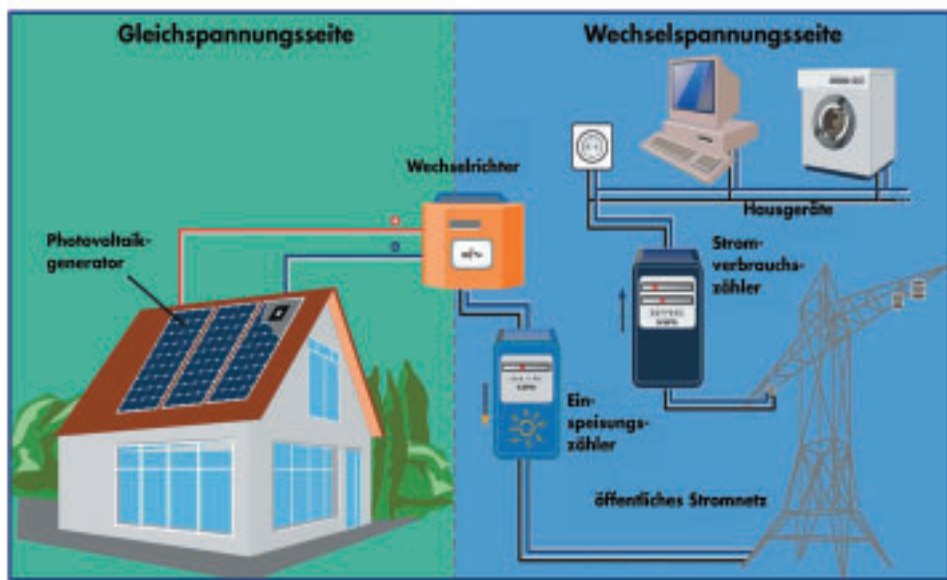 Gleichspannungsseite
Wechselspannungsseite
Wechselrichter
Photovoltaik-
generator
Hausgeräte
Strom-
verbrauchs-
zähler
Ein-
speisungs-
zähler
öffentliches Stromnetz